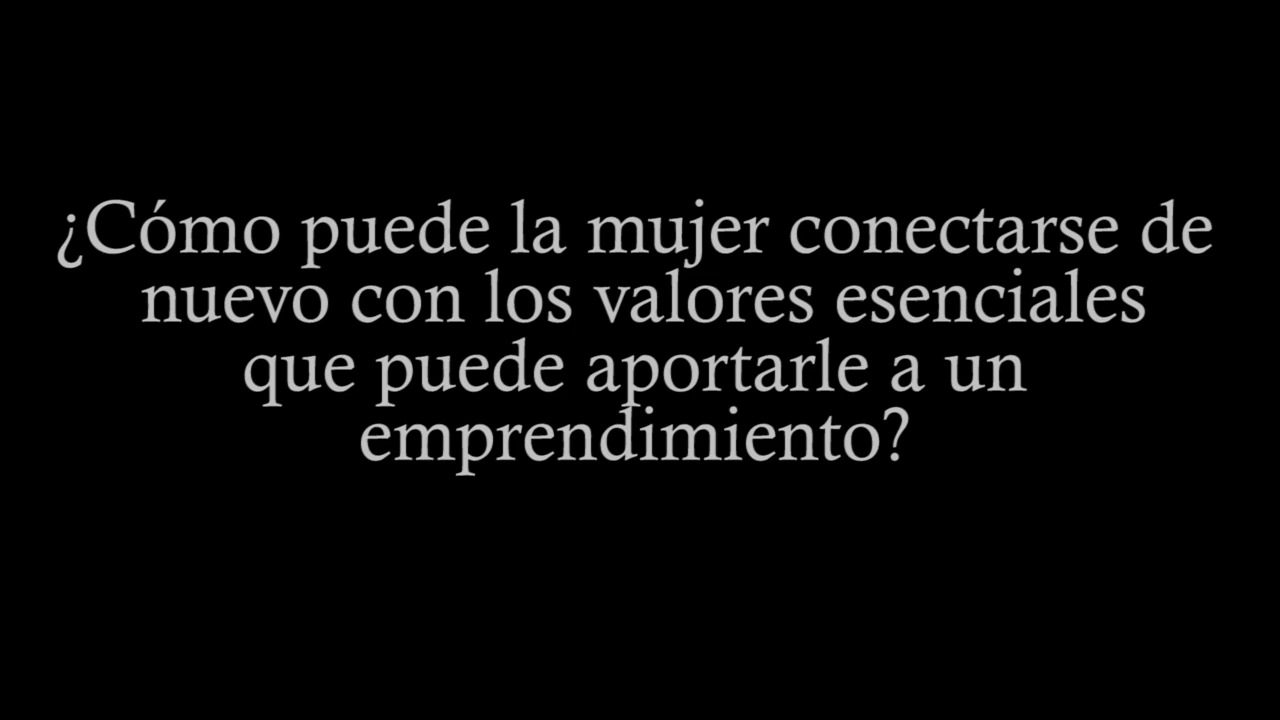 ¿Cómo puede la mujer conectarse de
nuevo con los valores esenciales
que puede aportarle a un
emprendimiento?